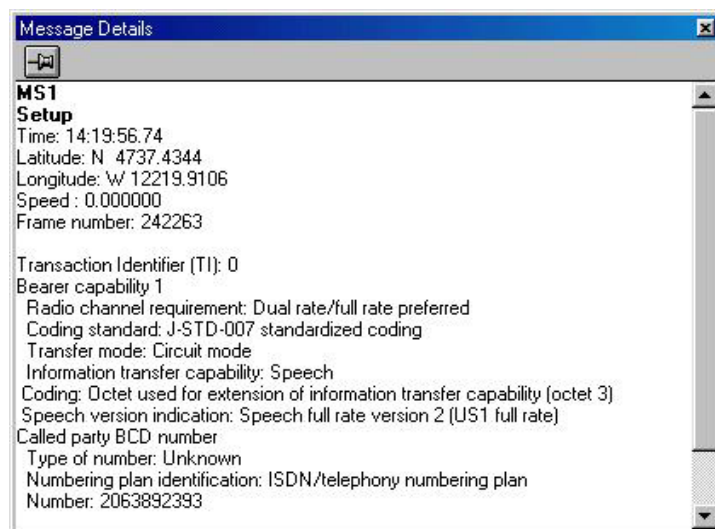 Message Details
MS1
Setup
Time: 14:19:56.74
Latitude: N  4737.4344
Longitude: W 12219.9106
Speed : 0.000000
Frame number: 242263
Transaction Identifier (TI): 0
Bearer capability 1
Radio channel requirement: Dual rate/full rate preferred
Coding standard: J-STD-007 standardized coding
Transfer mode: Circuit mode
Information transfer capability: Speech
Coding: Octet used for extension of information transfer capability (octet 3)
Speech version indication: Speech full rate version 2 (US1 full rate)
Called party BCD number
Type of number: Unknown
Numbering plan identification: ISDN/telephony numbering plan
Number: 2063892393